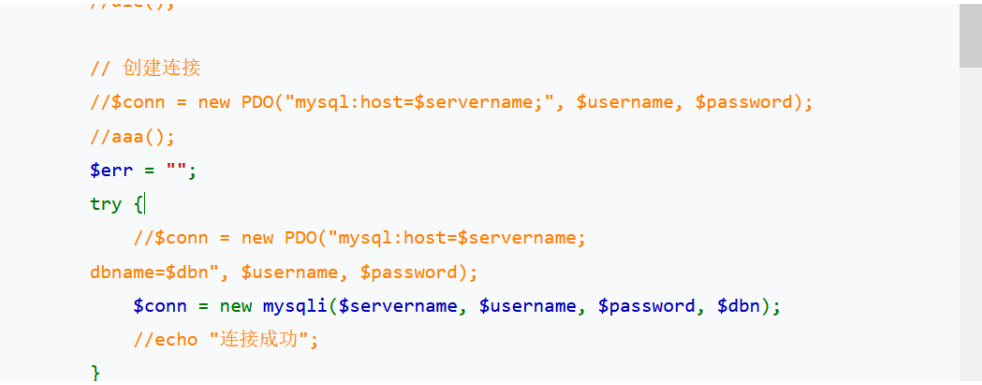 //die();
// 创建连接
//$conn = new PDO("mysql:host=$servername;", $username, $password);
//aaa();
$err = "";
try {
//$conn = new PDO("mysql:host=$servername;
dbname=$dbn", $username, $password);
$conn = new mysqli($servername, $username, $password, $dbn);
//echo "连接成功";
}